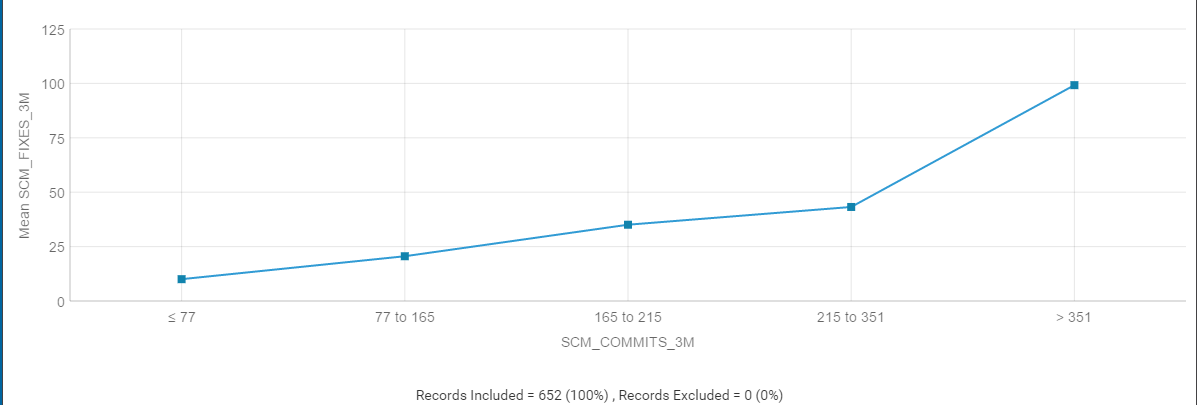 125
100
75
50
25
0
Mean SCM_FIXES_3M
≤ 77
77 to 165
165 to 215
215 to 351
> 351
SCM_COMMITS_3M
Records Included = 652 (100%) , Records Excluded = 0 (0%)